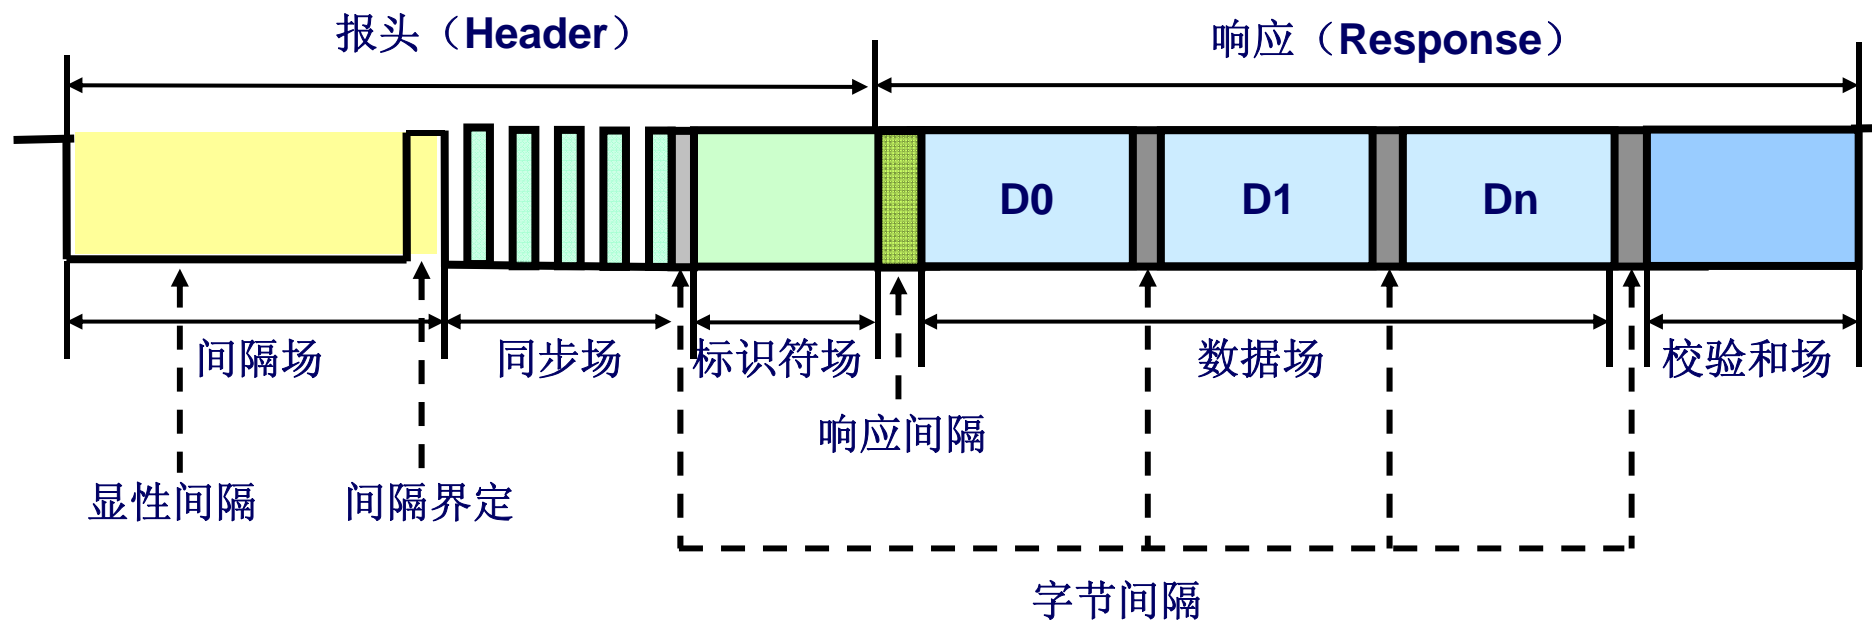 报头（Header）
响应（Response）
D0
D1
Dn
间隔场
同步场
标识符场
数据场
校验和场
响应间隔
显性间隔
间隔界定
字节间隔